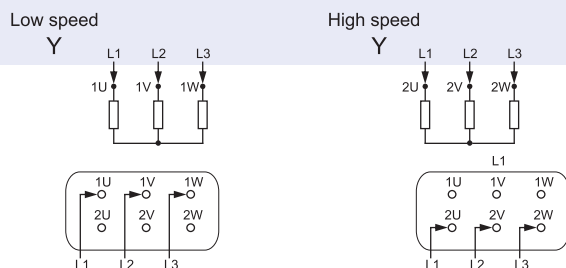 Low speed
Y
L1 L2 L3
1U 1V 1W
1U 1V 1W
2U 2V 2W
L1 L2 L3
High speed
Y
L1 L2 L3
2U 2V 2W
L1
1U 1V 1W
2U 2V 2W
L1 L2 L3